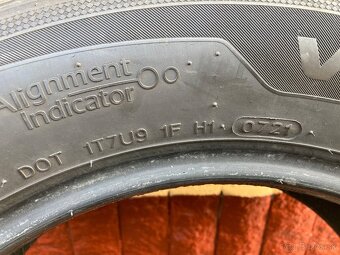 Alignment
Indicator
DOT 1T7U9 1F H1 · 0721